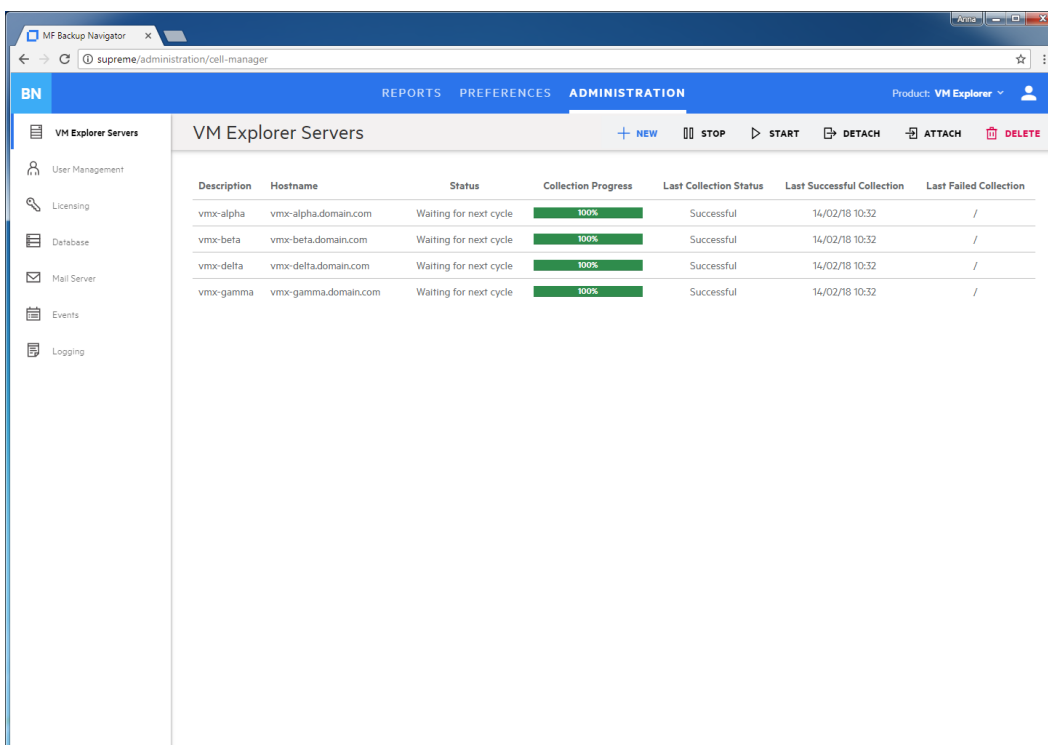 Anna
MF Backup Navigator
supreme/administration/cell-manager
BN REPORTS PREFERENCES ADMINISTRATION Product: VM Explorer
VM Explorer Servers
User Management
Licensing
Database
Mail Server
Events
Logging
VM Explorer Servers NEW STOP START DETACH ATTACH DELETE
Description Hostname Status Collection Progress Last Collection Status Last Successful Collection Last Failed Collection
vmx-alpha vmx-alpha.domain.com Waiting for next cycle 100% Successful 14/02/18 10:32 /
vmx-beta vmx-beta.domain.com Waiting for next cycle 100% Successful 14/02/18 10:32 /
vmx-delta vmx-delta.domain.com Waiting for next cycle 100% Successful 14/02/18 10:32 /
vmx-gamma vmx-gamma.domain.com Waiting for next cycle 100% Successful 14/02/18 10:32 /